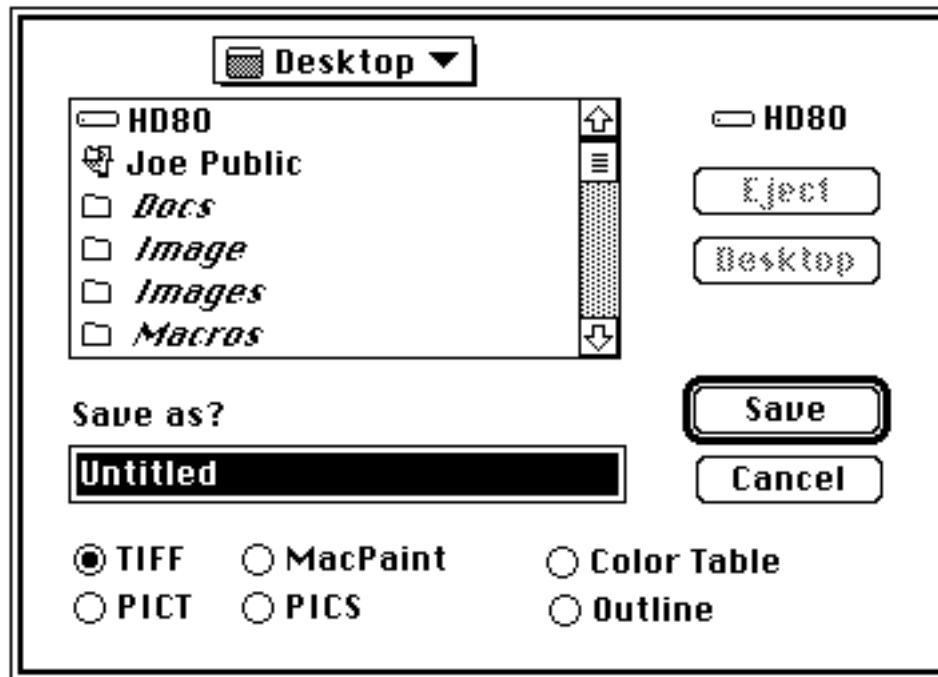 Desktop
HD80
Joe Public
Docs
Image
Images
Macros
HD80
Eject
Desktop
Save as?
Untitled
Save
Cancel
TIFF MacPaint Color Table
PICT PICS Outline